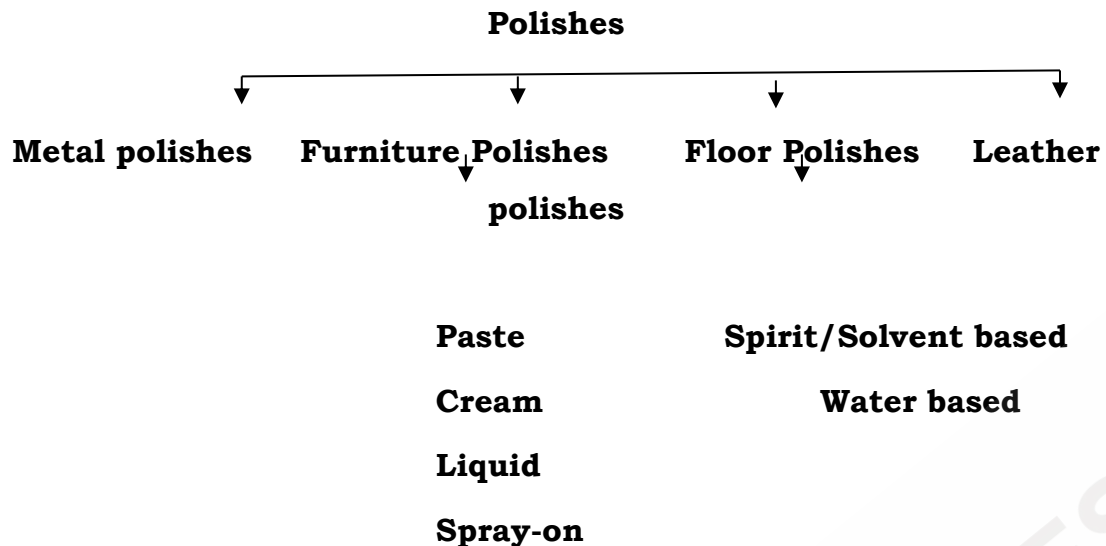 Polishes
Metal polishes Furniture Polishes Floor Polishes Leather
polishes
Paste Spirit/Solvent based
Cream Water based
Liquid
Spray-on